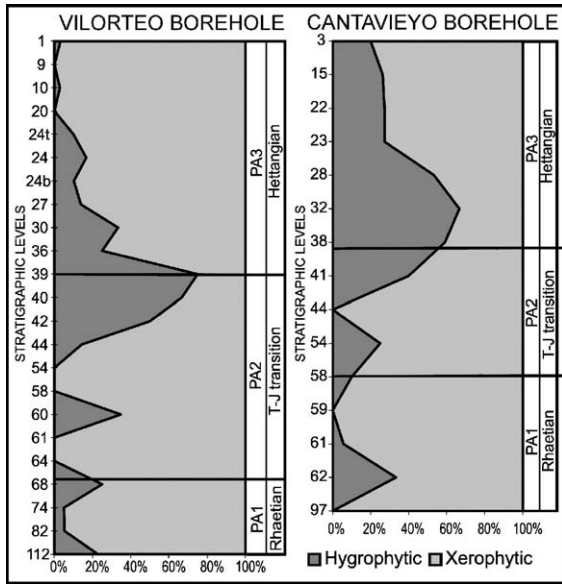 VILORTEO BOREHOLE
STRATIGRAPHIC LEVELS
1
9
10
20
24t
24
24b
27
30
36
39
40
42
44
54
58
60
61
64
68
74
82
112
0% 20% 40% 60% 80% 100%
PA3
Hettangian
PA2
T-J transition
PA1
Rhaetian
CANTAVIEYO BOREHOLE
STRATIGRAPHIC LEVELS
3
15
22
23
28
32
38
41
44
54
58
59
61
62
97
0% 20% 40% 60% 80% 100%
PA3
Hettangian
PA2
T-J transition
PA1
Rhaetian
Hygrophytic Xerophytic